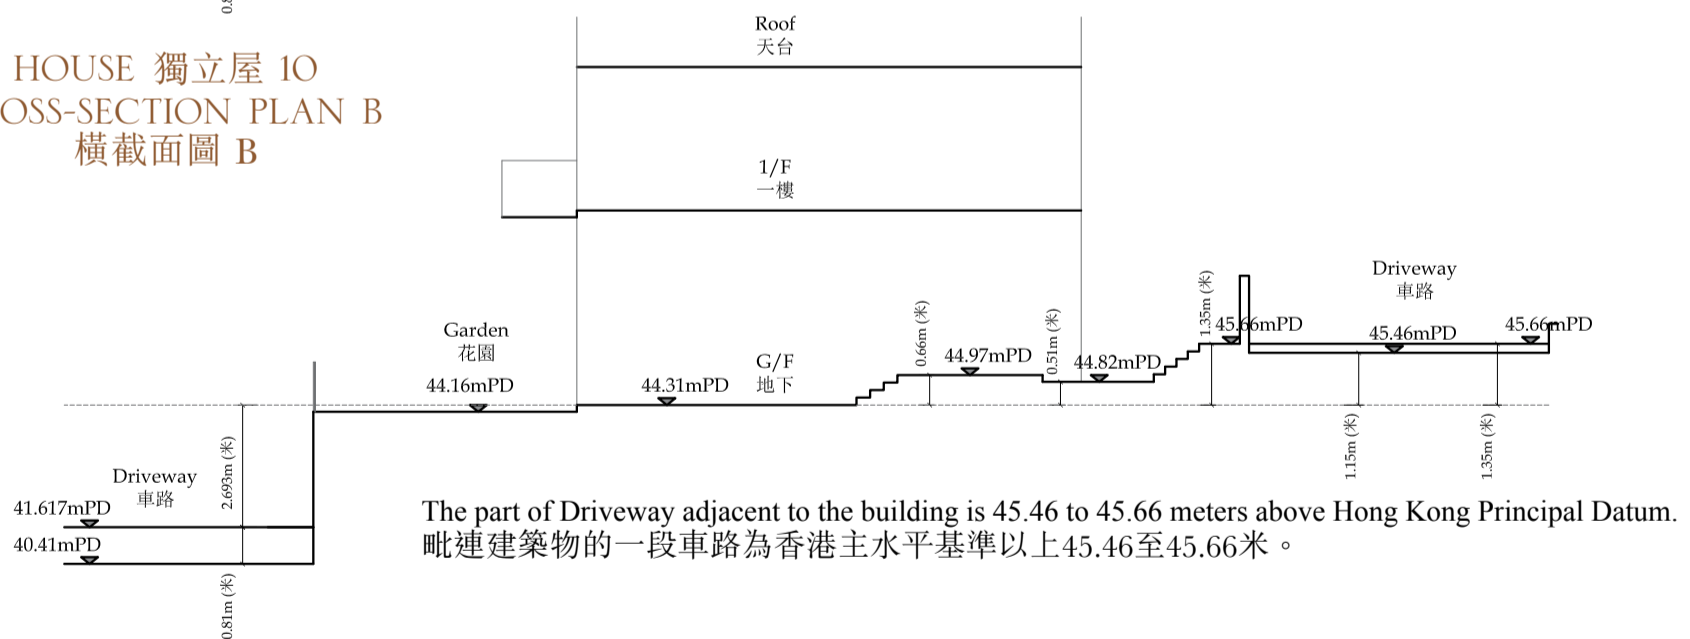 Roof
天台
HOUSE 獨立屋 10
OSS-SECTION PLAN B
橫截面圖 B
1/F
一樓
Driveway
車路
1.35m (米)
45.66mPD
45.46mPD
45.66mPD
Garden
花園
0.66m (米)
0.51m (米)
44.97mPD
44.82mPD
G/F
地下
44.16mPD
44.31mPD
2.693m (米)
1.15m (米)
1.35m (米)
Driveway
車路
41.617mPD
40.41mPD
0.81m (米)
The part of Driveway adjacent to the building is 45.46 to 45.66 meters above Hong Kong Principal Datum.
毗連建築物的一段車路為香港主水平基準以上45.46至45.66米。